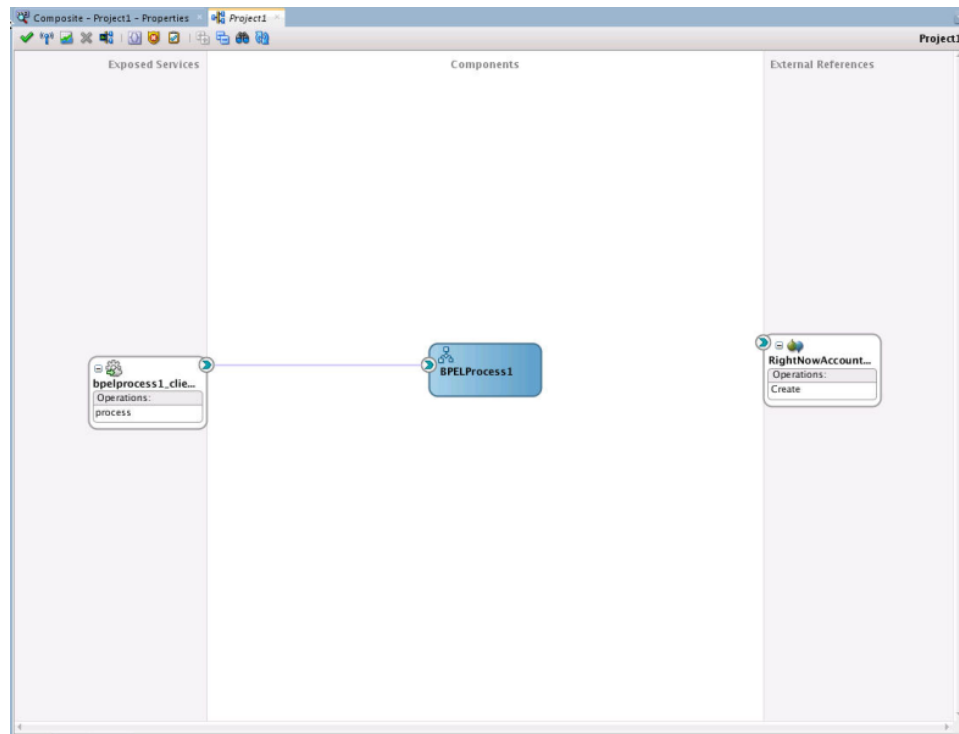 Composite - Project1 - Properties
Project1
Project1
Exposed Services
Components
External References
bpelprocess1_clie...
Operations:
process
BPELProcess1
RightNowAccount...
Operations:
Create